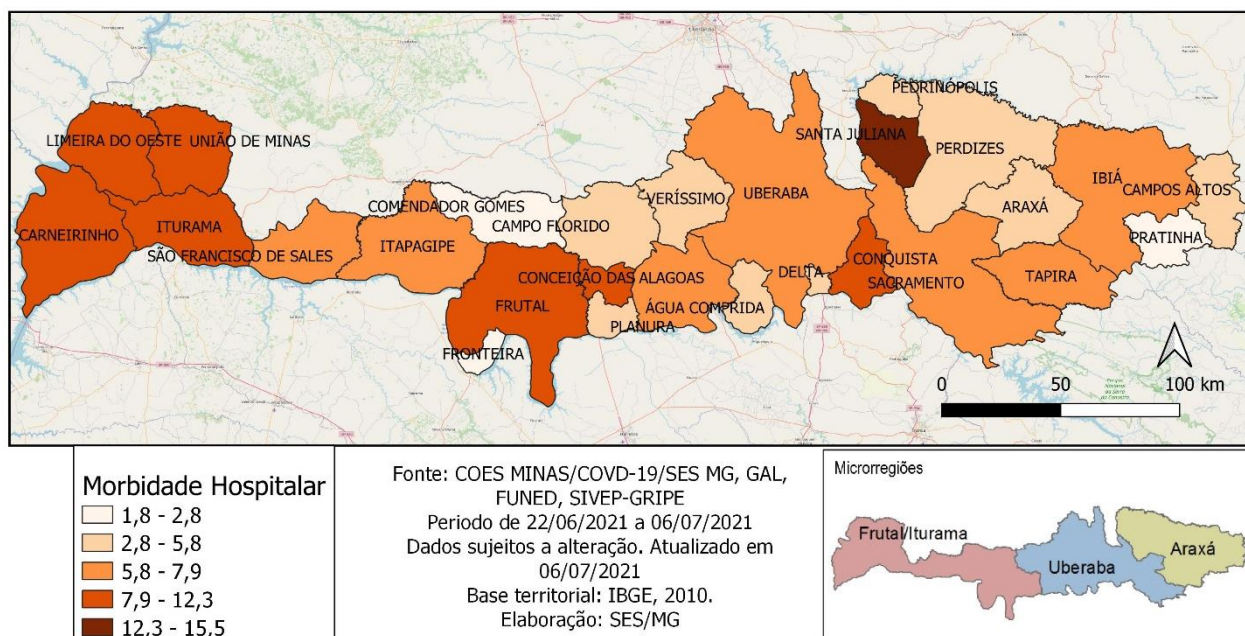 PEDRINÓPOLIS
LIMEIRA DO OESTE
UNIÃO DE MINAS
SANTA JULIANA
PERDIZES
IBIÁ
CAMPOS ALTOS
UBERABA
VERÍSSIMO
COMENDADOR GOMES
CAMPO FLORIDO
ARAXÁ
ITURAMA
CARNEIRINHO
PRATINHA
SÃO FRANCISCO DE SALES
ITAPAGIPE
CONQUISTA
CONCEIÇÃO DAS ALAGOAS
DELTA
SACRAMENTO
TAPIRA
FRUTAL
ÁGUA COMPRIDA
PLANURA
FRONTEIRA
0 50 100 km
Morbidade Hospitalar
1,8 - 2,8
2,8 - 5,8
5,8 - 7,9
7,9 - 12,3
12,3 - 15,5
Fonte: COES MINAS/COVD-19/SES MG, GAL,
FUNED, SIVEP-GRIPE
Periodo de 22/06/2021 a 06/07/2021
Dados sujeitos a alteração. Atualizado em
06/07/2021
Base territorial: IBGE, 2010.
Elaboração: SES/MG
Microrregiões
Frutal/Iturama
Uberaba
Araxá